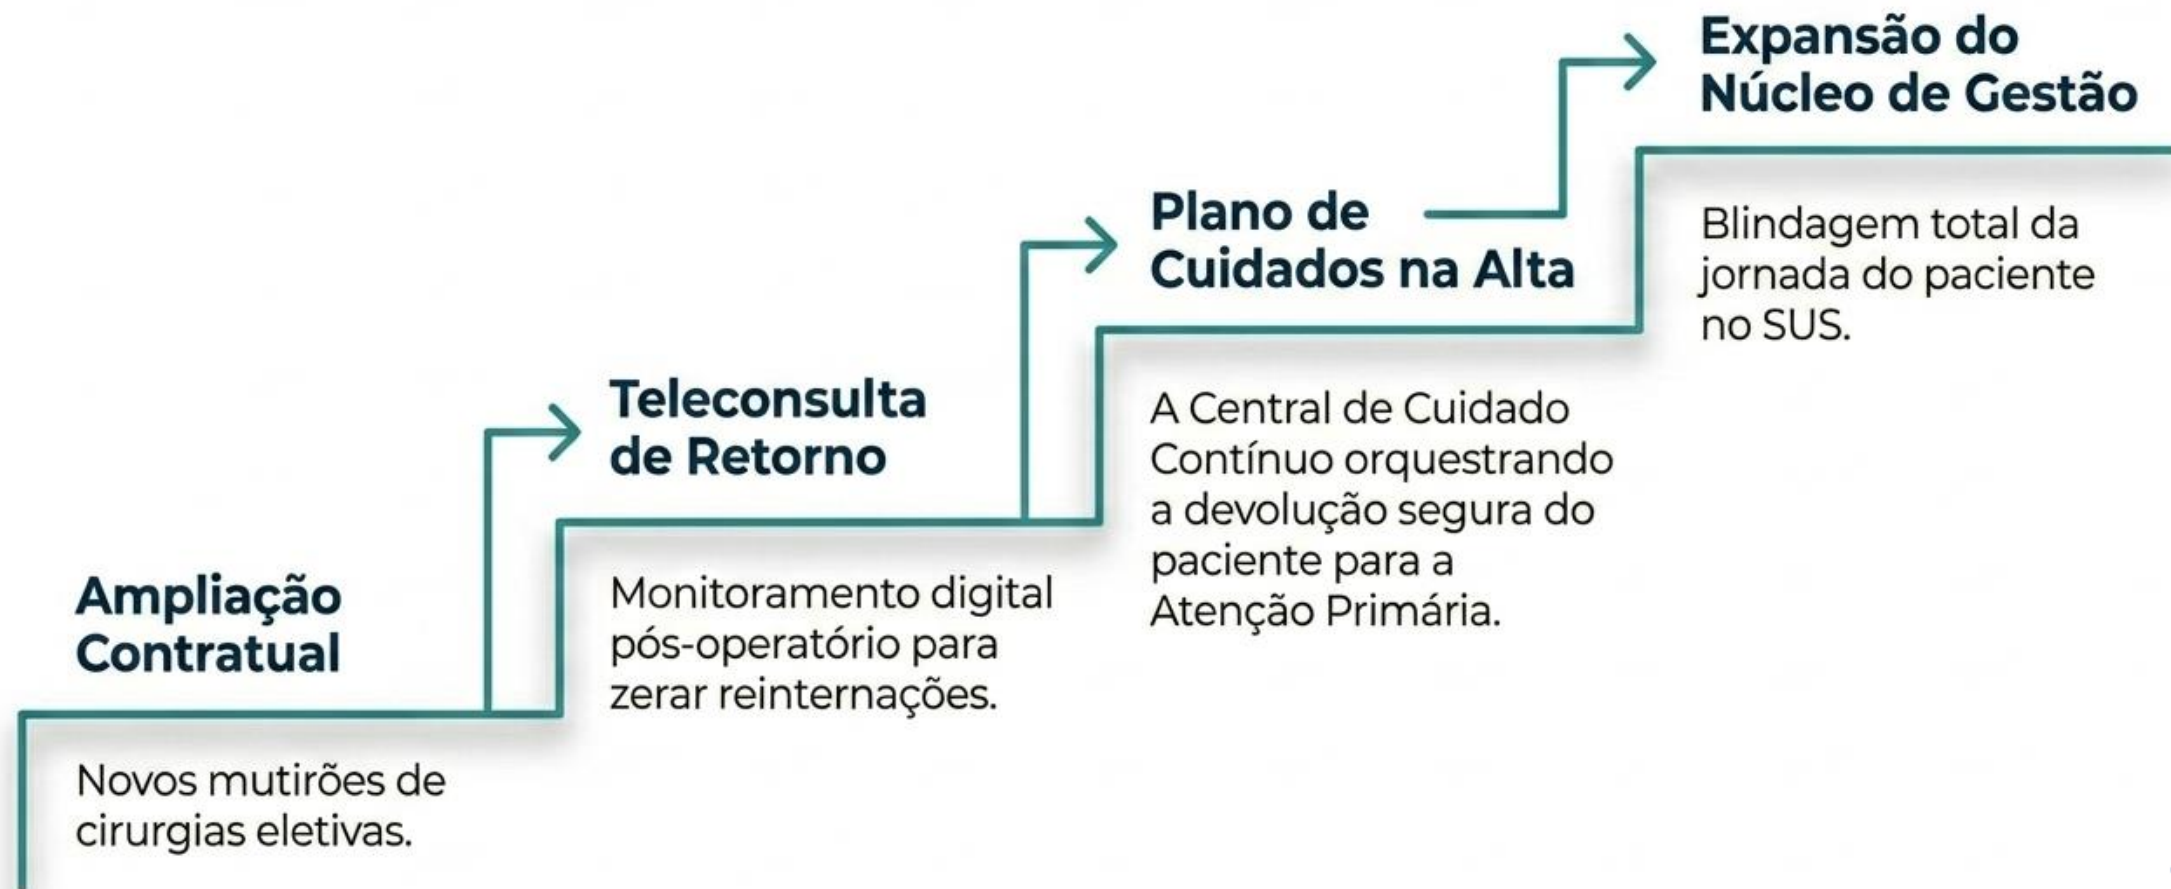 Ampliação
Contratual
Novos mutirões de
cirurgias eletivas.
Teleconsulta
de Retorno
Monitoramento digital
pós-operatório para
zerar reinternações.
Plano de
Cuidados na Alta
A Central de Cuidado
Contínuo orquestrando
a devolução segura do
paciente para a
Atenção Primária.
Expansão do
Núcleo de Gestão
Blindagem total da
jornada do paciente
no SUS.